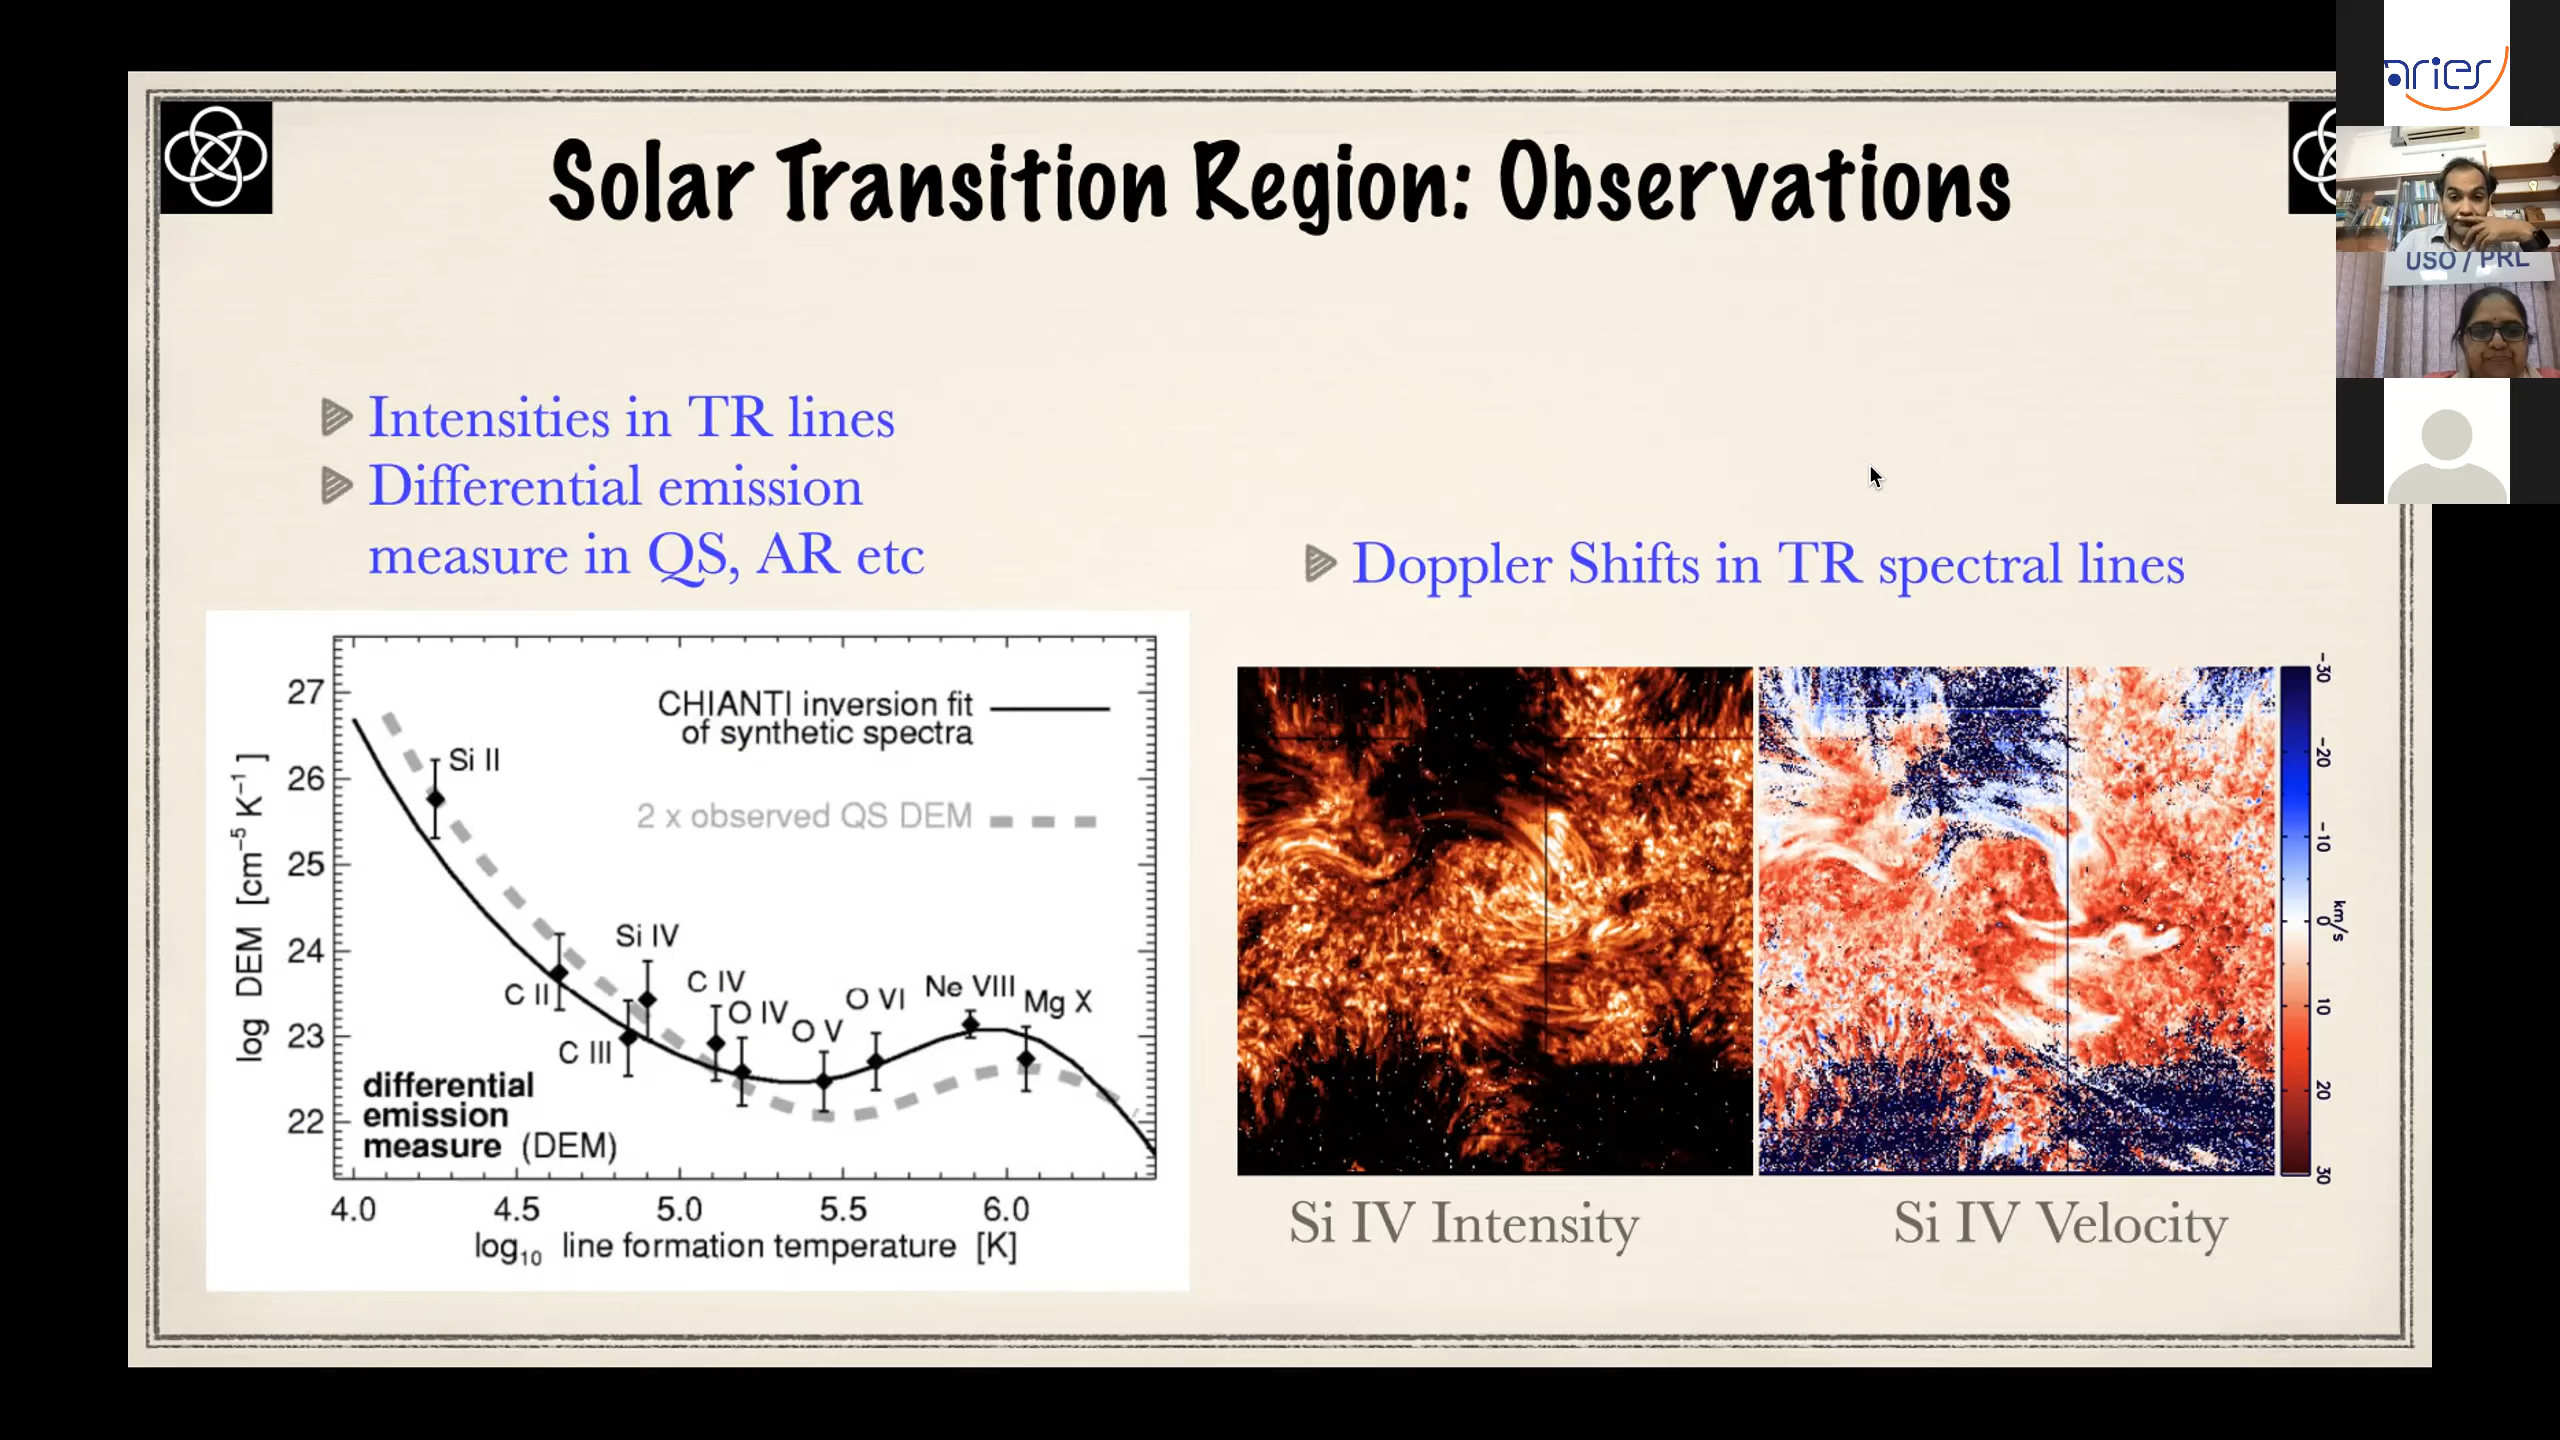 aries
USO / PRL
Solar Transition Region: Observations
Intensities in TR lines
Differential emission
measure in QS, AR etc
Doppler Shifts in TR spectral lines
log DEM [cm⁻⁵ K⁻¹]
27
26
25
24
23
22
CHIANTI inversion fit
of synthetic spectra
2 x observed QS DEM
Si II
C II
C III
Si IV
C IV
O IV
O V
O VI
Ne VIII
Mg X
differential
emission
measure (DEM)
4.0 4.5 5.0 5.5 6.0
log₁₀ line formation temperature [K]
-30
-20
-10
0
10
20
30
km/s
Si IV Intensity
Si IV Velocity